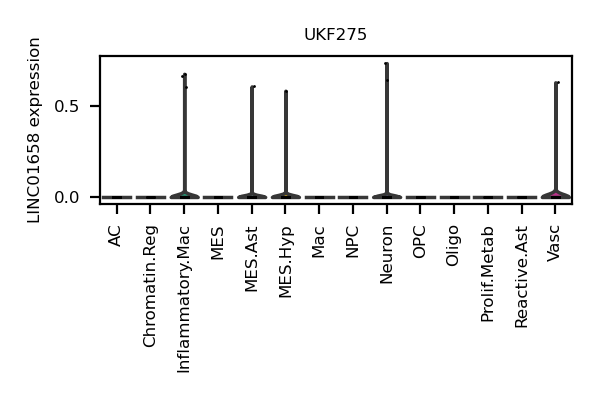 UKF275
LINC01658 expression
0.5
0.0
AC
Chromatin.Reg
Inflammatory.Mac
MES
MES.Ast
MES.Hyp
Mac
NPC
Neuron
OPC
Oligo
Prolif.Metab
Reactive.Ast
Vasc